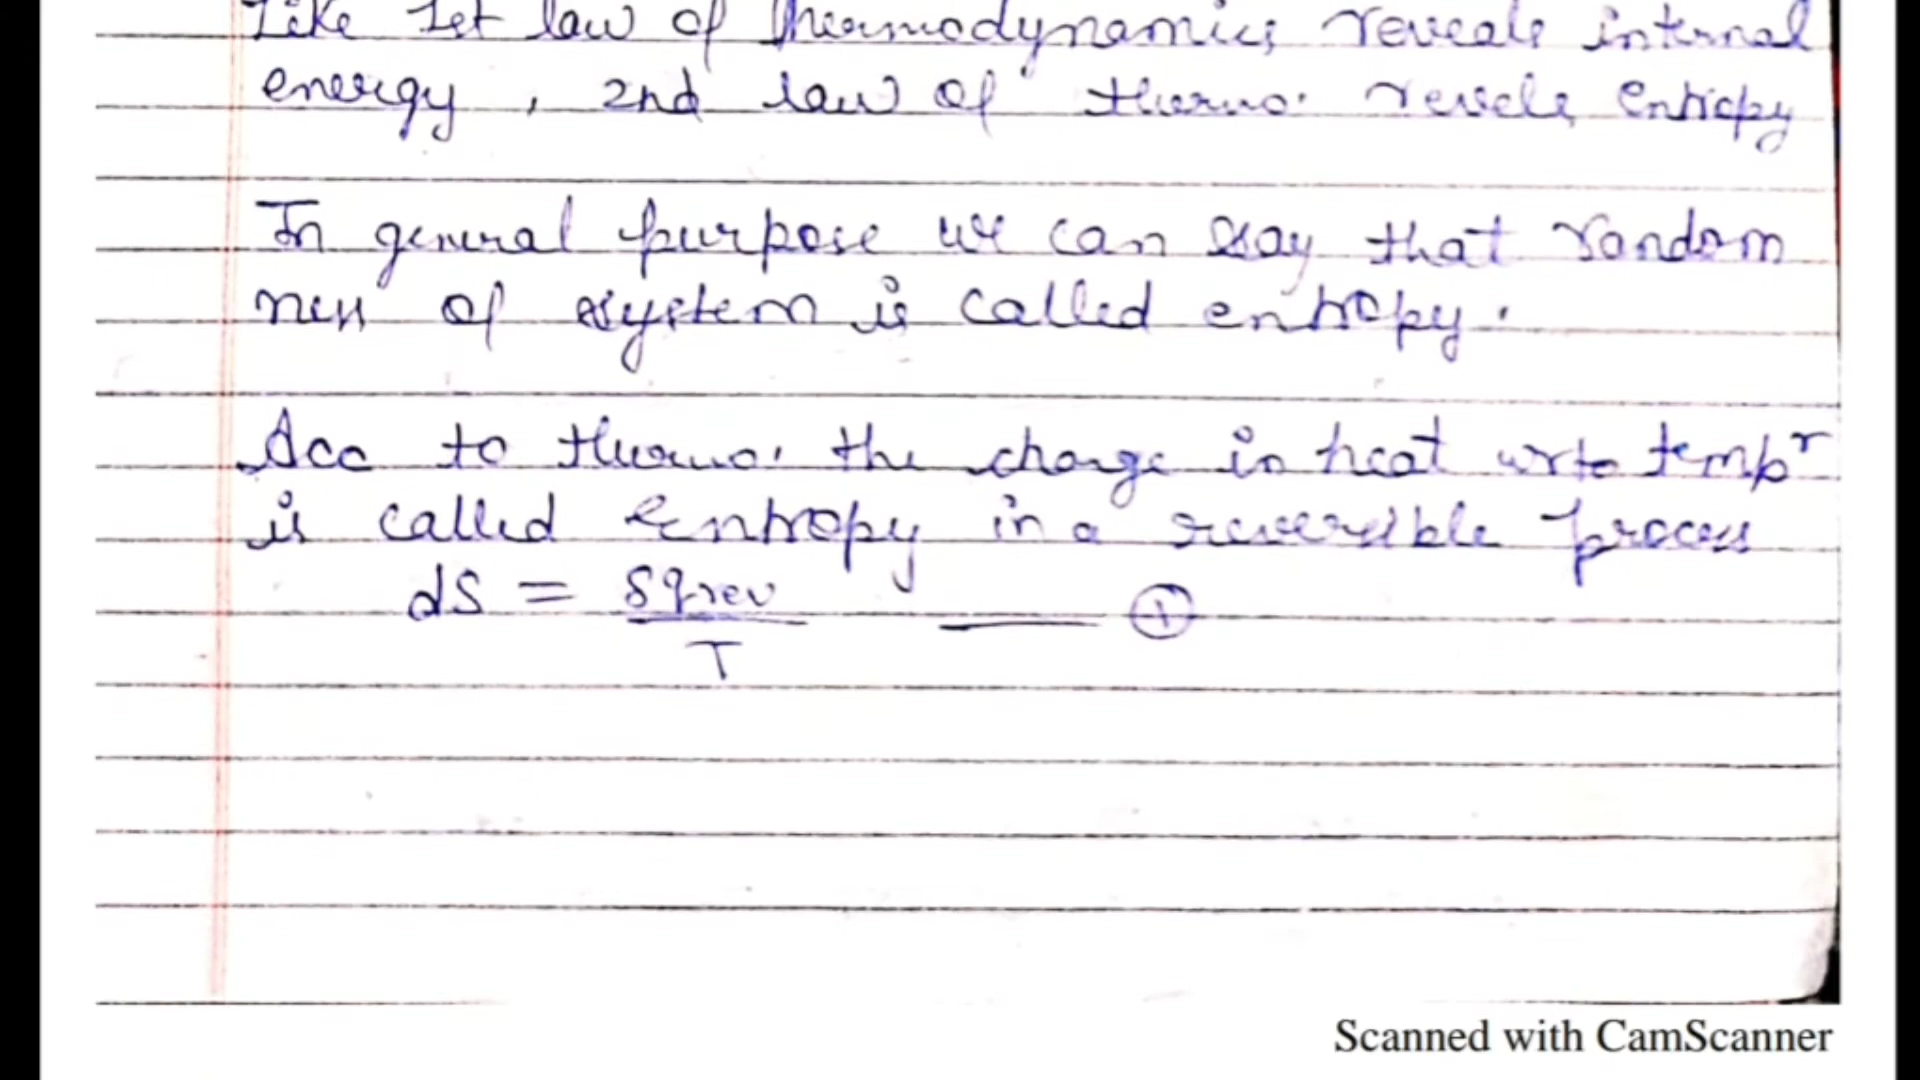 Like 1st law of thermodynamics reveals internal
energy, 2nd law of thermo. revels entropy
In general purpose we can say that random
ness of system is called entropy.
Acc to thermo. the change in heat wrto tempr
is called entropy in a reversible process
dS = δqrev / T —— 1
Scanned with CamScanner